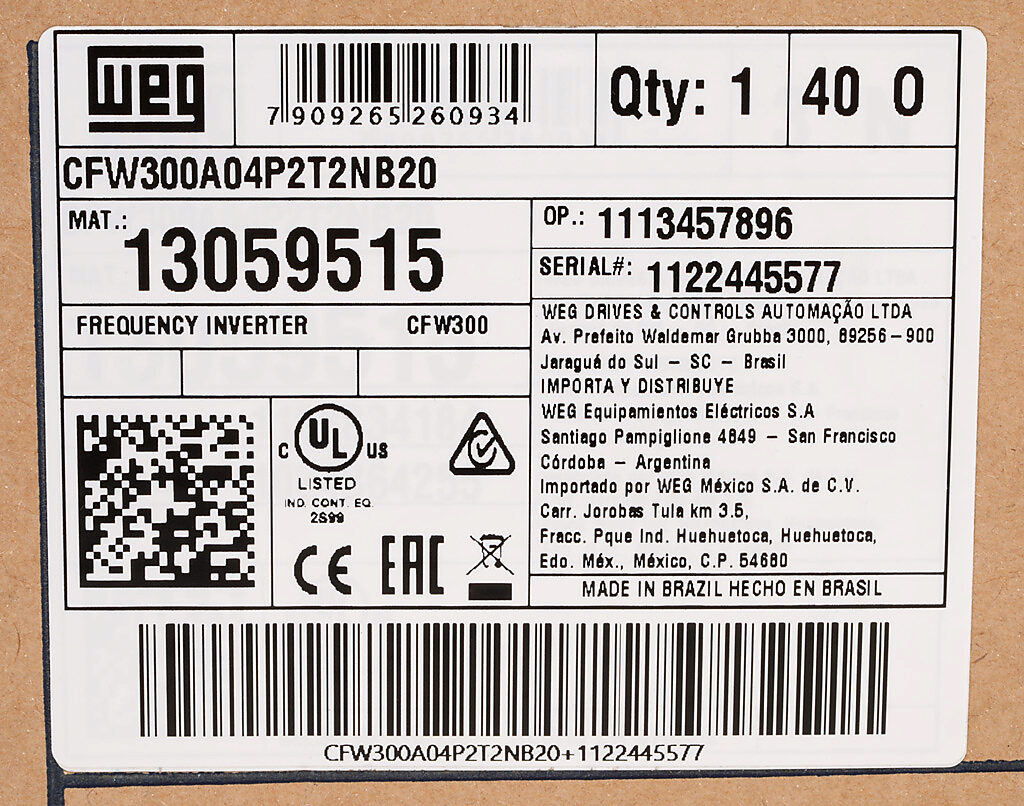 weg
7 909265 260934
Qty: 1
40 0
CFW300A04P2T2NB20
MAT.: 13059515
OP.: 1113457896
SERIAL#: 1122445577
FREQUENCY INVERTER CFW300
WEG DRIVES & CONTROLS AUTOMAÇÃO LTDA
Av. Prefeito Waldemar Grubba 3000, 89256-900
Jaraguá do Sul - SC - Brasil
IMPORTA Y DISTRIBUYE
WEG Equipamientos Eléctricos S.A
Santiago Pampiglione 4849 - San Francisco
Córdoba - Argentina
Importado por WEG México S.A. de C.V.
Carr. Jorobas Tula km 3.5,
Fracc. Pque Ind. Huehuetoca, Huehuetoca,
Edo. Méx., México, C.P. 54680
MADE IN BRAZIL HECHO EN BRASIL
C UL US
LISTED
IND. CONT. EQ.
2S99
CE EAC
CFW300A04P2T2NB20+1122445577